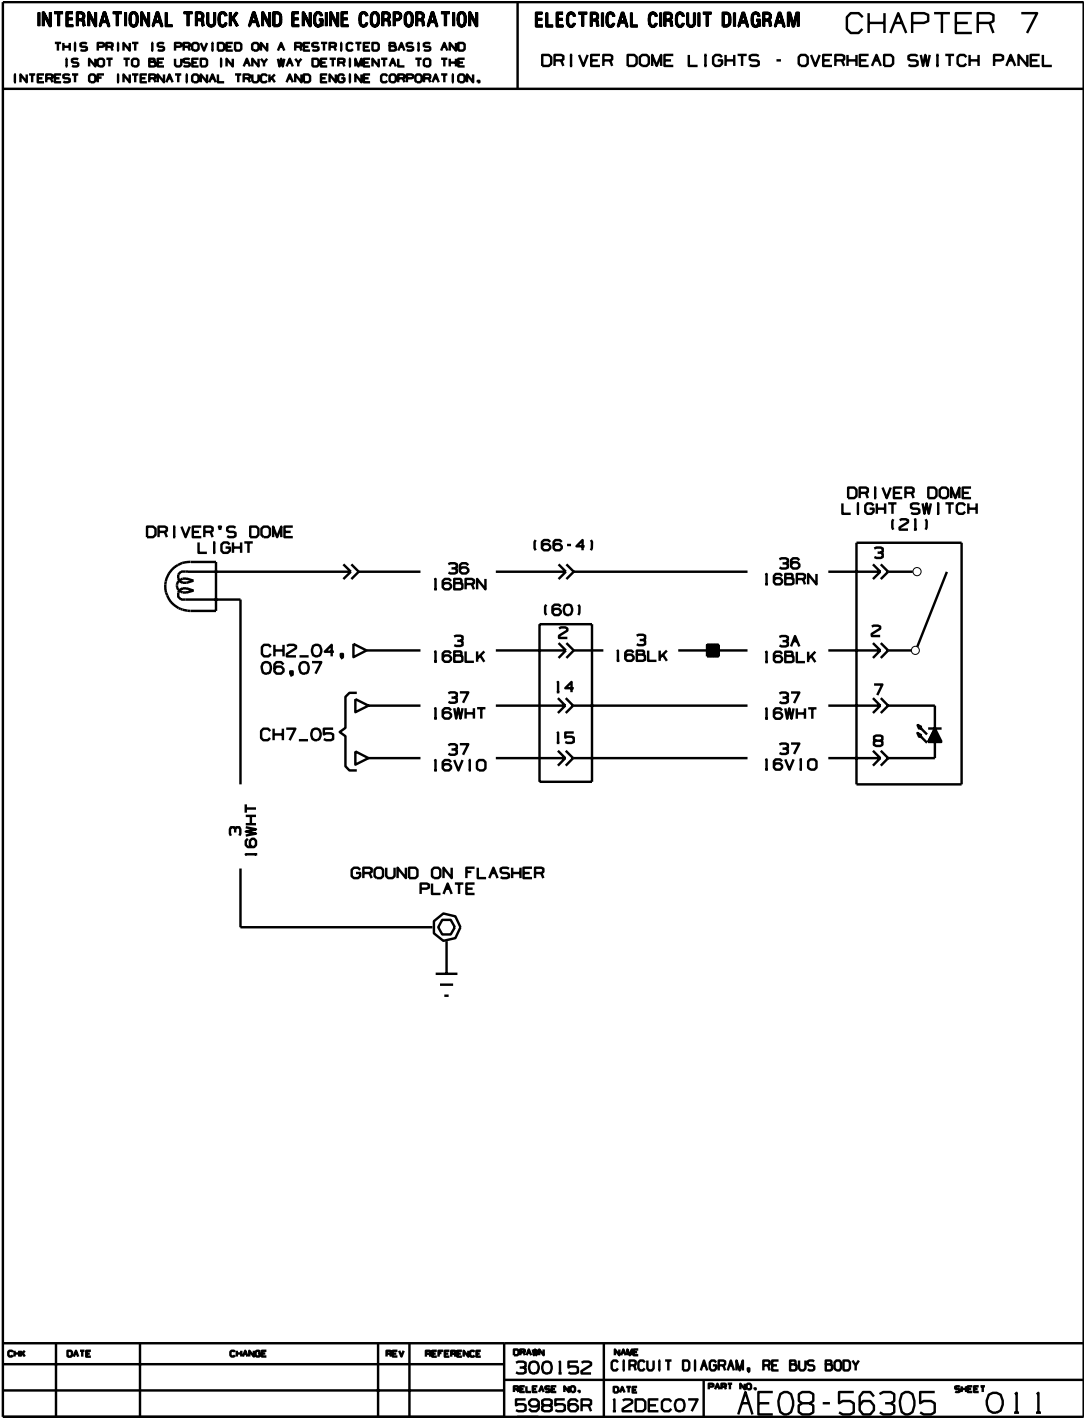 INTERNATIONAL TRUCK AND ENGINE CORPORATION
THIS PRINT IS PROVIDED ON A RESTRICTED BASIS AND
IS NOT TO BE USED IN ANY WAY DETRIMENTAL TO THE
INTEREST OF INTERNATIONAL TRUCK AND ENGINE CORPORATION.
ELECTRICAL CIRCUIT DIAGRAM CHAPTER 7
DRIVER DOME LIGHTS - OVERHEAD SWITCH PANEL
DRIVER DOME
LIGHT SWITCH
(21)
DRIVER'S DOME
LIGHT
(66-4)
3
36
16BRN
36
16BRN
(60)
CH2_04,
06,07
3
16BLK
2
3
16BLK
3A
16BLK
2
CH7_05
37
16WHT
14
37
16WHT
7
37
16VIO
15
37
16VIO
8
3
16WHT
GROUND ON FLASHER
PLATE
CHK DATE CHANGE REV REFERENCE
DRAWN
300152
NAME
CIRCUIT DIAGRAM, RE BUS BODY
RELEASE NO.
59856R
DATE
12DEC07
PART NO.
AE08-56305
SHEET
011